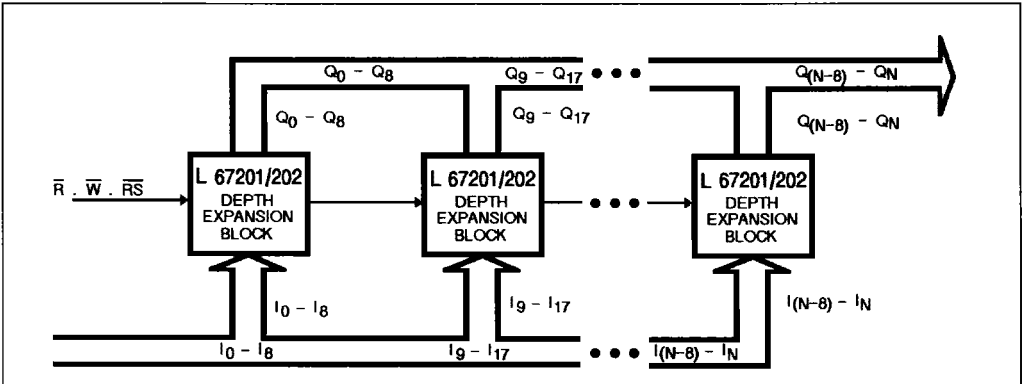 Q0 – Q8
Q9 – Q17
Q(N–8) – QN
Q0 – Q8
Q9 – Q17
Q(N–8) – QN
R̅ . W̅ . R̅S̅
L 67201/202
DEPTH
EXPANSION
BLOCK
L 67201/202
DEPTH
EXPANSION
BLOCK
L 67201/202
DEPTH
EXPANSION
BLOCK
I0 – I8
I9 – I17
I(N–8) – IN
I0 – I8
I9 – I17
I(N–8) – IN